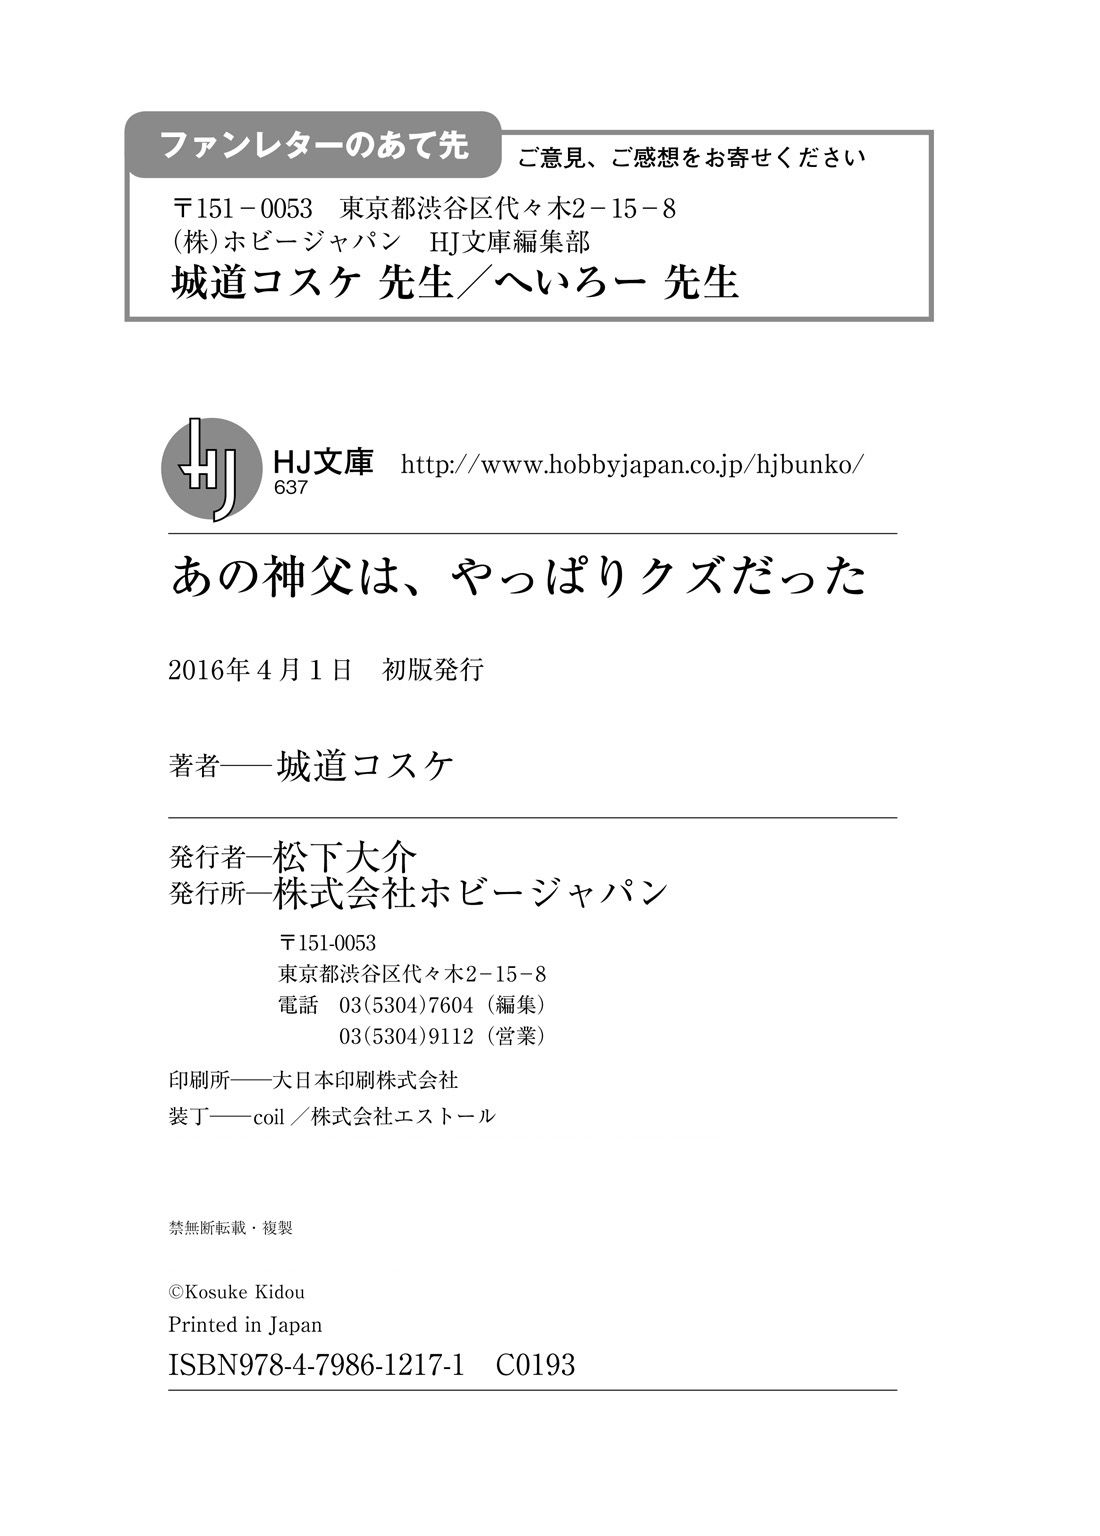 ファンレターのあて先
ご意見、ご感想をお寄せください
〒151－0053　東京都渋谷区代々木2－15－8
(株)ホビージャパン　HJ文庫編集部
城道コスケ 先生／へいろー 先生
HJ
HJ文庫　http://www.hobbyjapan.co.jp/hjbunko/
637
あの神父は、やっぱりクズだった
2016年４月１日　初版発行
著者――城道コスケ
発行者―松下大介
発行所―株式会社ホビージャパン
〒151-0053
東京都渋谷区代々木2－15－8
電話　03(5304)7604（編集）
03(5304)9112（営業）
印刷所――大日本印刷株式会社
装丁――coil／株式会社エストール
禁無断転載・複製
©Kosuke Kidou
Printed in Japan
ISBN978-4-7986-1217-1　C0193